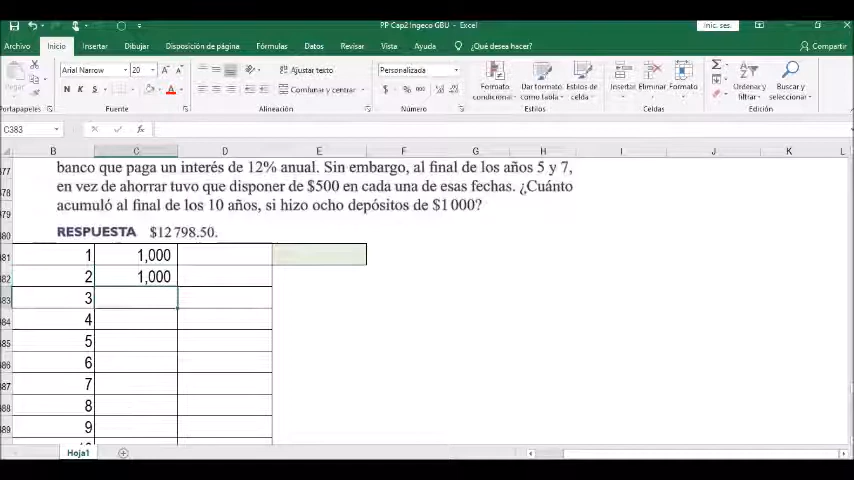 PP Cap2 Ingeco GBU - Excel
Inic. ses.
Archivo Inicio Insertar Dibujar Disposición de página Fórmulas Datos Revisar Vista Ayuda ¿Qué desea hacer? Compartir
Pegar Arial Narrow 20 A A Ajustar texto Personalizada
N K S A Combinar y centrar $ % 000
Formato condicional Dar formato como tabla Estilos de celda Insertar Eliminar Formato Ordenar y filtrar Buscar y seleccionar
Portapapeles Fuente Alineación Número Estilos Celdas Edición
C383 fx
B C D E F G H I J K L
banco que paga un interés de 12% anual. Sin embargo, al final de los años 5 y 7,
en vez de ahorrar tuvo que disponer de $500 en cada una de esas fechas. ¿Cuánto
acumuló al final de los 10 años, si hizo ocho depósitos de $1 000?
RESPUESTA $12 798.50.
1 1,000
2 1,000
3
4
5
6
7
8
9
Hoja1